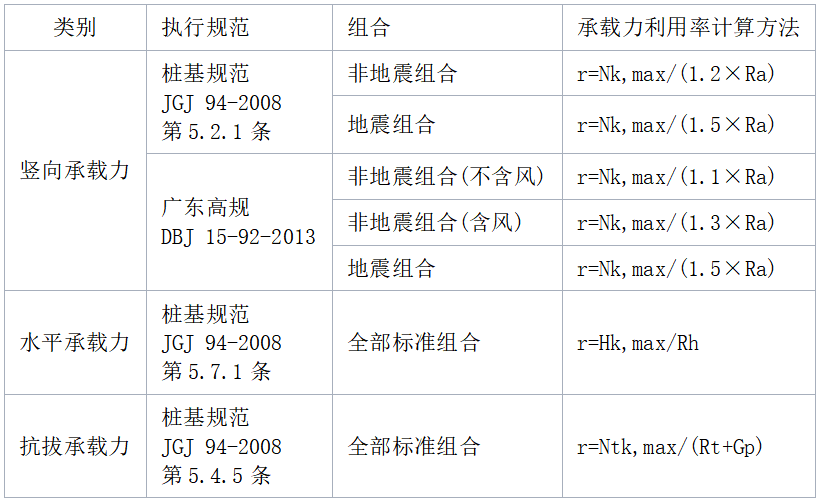 类别 执行规范 组合 承载力利用率计算方法
竖向承载力
桩基规范
JGJ 94-2008
第5.2.1 条
非地震组合 r=Nk,max/(1.2×Ra)
地震组合 r=Nk,max/(1.5×Ra)
广东高规
DBJ 15-92-2013
非地震组合(不含风) r=Nk,max/(1.1×Ra)
非地震组合(含风) r=Nk,max/(1.3×Ra)
地震组合 r=Nk,max/(1.5×Ra)
水平承载力
桩基规范
JGJ 94-2008
第5.7.1 条
全部标准组合 r=Hk,max/Rh
抗拔承载力
桩基规范
JGJ 94-2008
第5.4.5 条
全部标准组合 r=Ntk,max/(Rt+Gp)